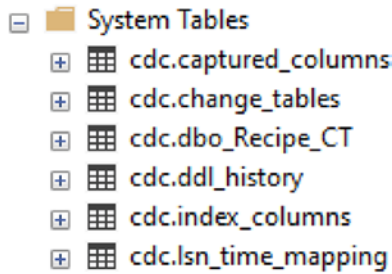 System Tables
cdc.captured_columns
cdc.change_tables
cdc.dbo_Recipe_CT
cdc.ddl_history
cdc.index_columns
cdc.lsn_time_mapping